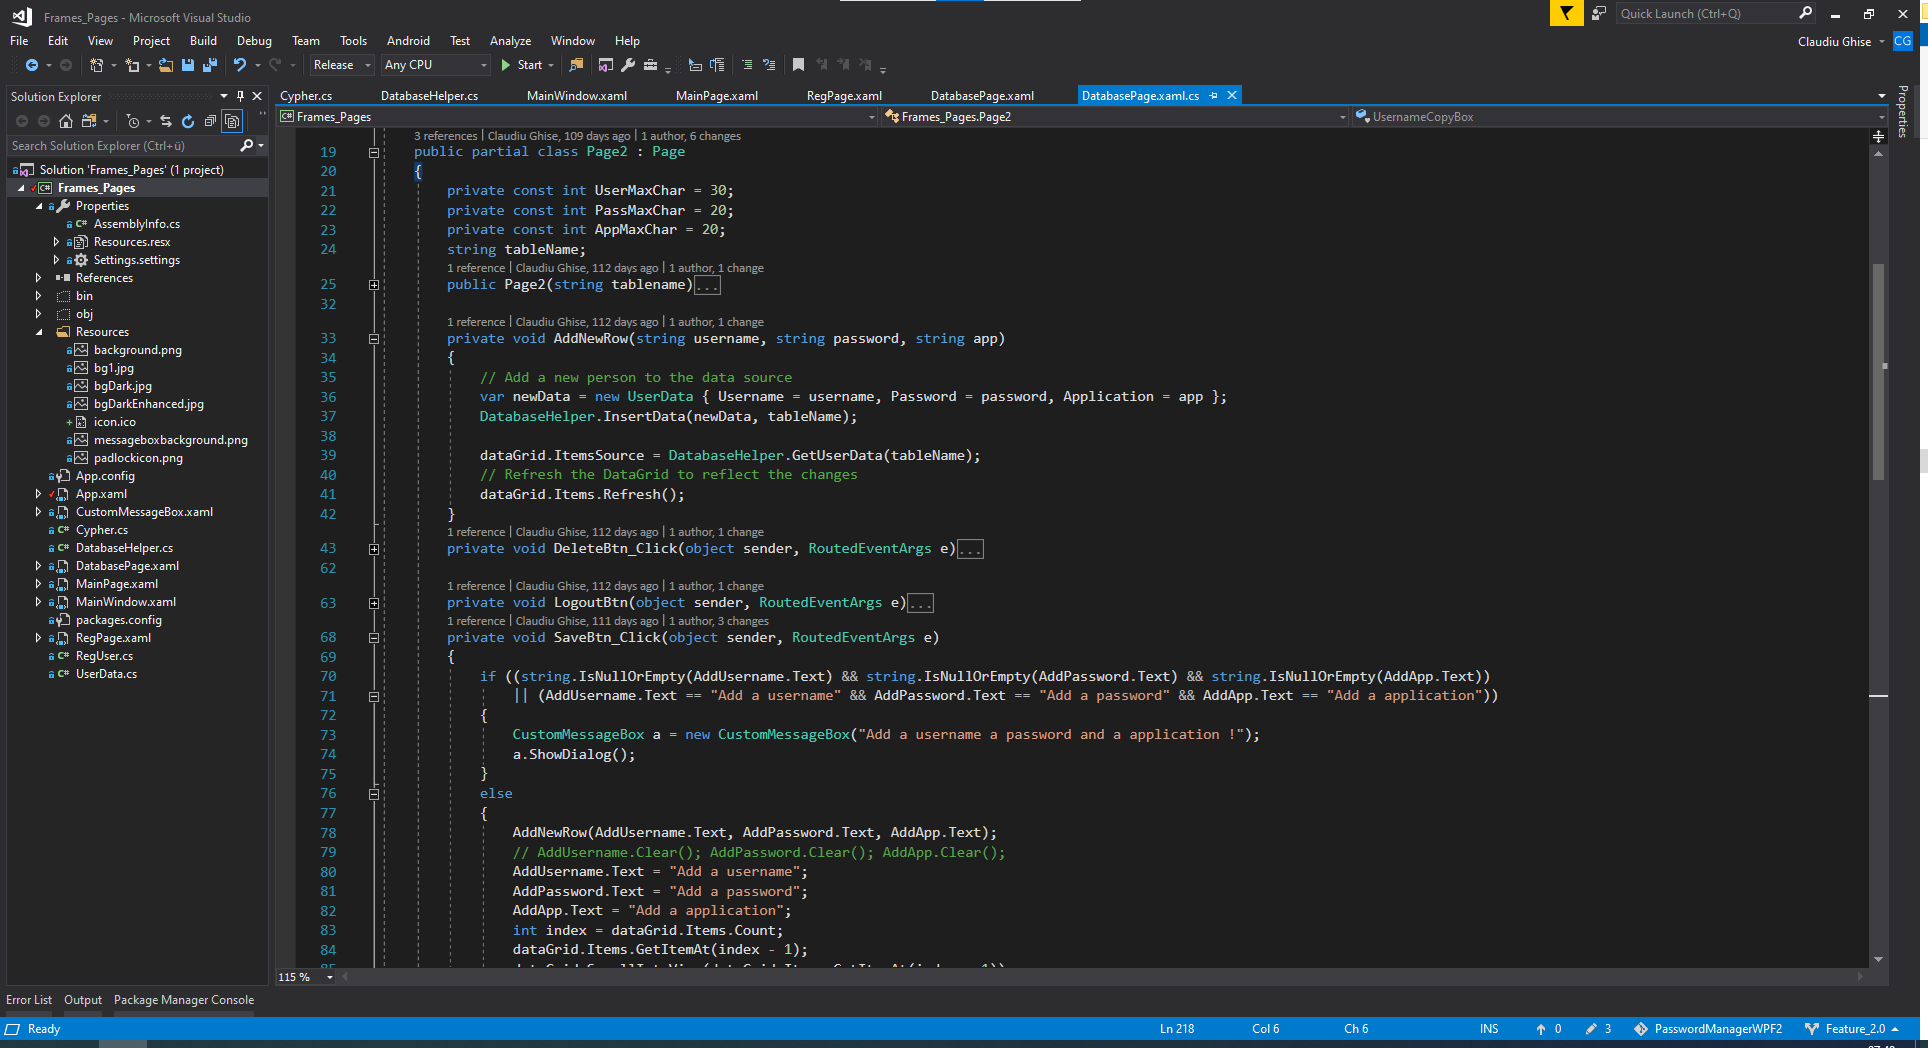 Frames_Pages - Microsoft Visual Studio
Quick Launch (Ctrl+Q)
File Edit View Project Build Debug Team Tools Android Test Analyze Window Help
Claudiu Ghise CG
Release Any CPU Start
Solution Explorer
Search Solution Explorer (Ctrl+ü)
Solution 'Frames_Pages' (1 project)
Frames_Pages
Properties
AssemblyInfo.cs
Resources.resx
Settings.settings
References
bin
obj
Resources
background.png
bg1.jpg
bgDark.jpg
bgDarkEnhanced.jpg
icon.ico
messageboxbackground.png
padlockicon.png
App.config
App.xaml
CustomMessageBox.xaml
Cypher.cs
DatabaseHelper.cs
DatabasePage.xaml
MainPage.xaml
MainWindow.xaml
packages.config
RegPage.xaml
RegUser.cs
UserData.cs
Cypher.cs DatabaseHelper.cs MainWindow.xaml MainPage.xaml RegPage.xaml DatabasePage.xaml DatabasePage.xaml.cs
Frames_Pages Frames_Pages.Page2 UsernameCopyBox
Properties
3 references | Claudiu Ghise, 109 days ago | 1 author, 6 changes
19 public partial class Page2 : Page
20 {
21 private const int UserMaxChar = 30;
22 private const int PassMaxChar = 20;
23 private const int AppMaxChar = 20;
24 string tableName;
1 reference | Claudiu Ghise, 112 days ago | 1 author, 1 change
25 public Page2(string tablename)...
32
1 reference | Claudiu Ghise, 112 days ago | 1 author, 1 change
33 private void AddNewRow(string username, string password, string app)
34 {
35 // Add a new person to the data source
36 var newData = new UserData { Username = username, Password = password, Application = app };
37 DatabaseHelper.InsertData(newData, tableName);
38
39 dataGrid.ItemsSource = DatabaseHelper.GetUserData(tableName);
40 // Refresh the DataGrid to reflect the changes
41 dataGrid.Items.Refresh();
42 }
1 reference | Claudiu Ghise, 112 days ago | 1 author, 1 change
43 private void DeleteBtn_Click(object sender, RoutedEventArgs e)...
62
1 reference | Claudiu Ghise, 112 days ago | 1 author, 1 change
63 private void LogoutBtn(object sender, RoutedEventArgs e)...
1 reference | Claudiu Ghise, 111 days ago | 1 author, 3 changes
68 private void SaveBtn_Click(object sender, RoutedEventArgs e)
69 {
70 if ((string.IsNullOrEmpty(AddUsername.Text) && string.IsNullOrEmpty(AddPassword.Text) && string.IsNullOrEmpty(AddApp.Text))
71 || (AddUsername.Text == "Add a username" && AddPassword.Text == "Add a password" && AddApp.Text == "Add a application"))
72 {
73 CustomMessageBox a = new CustomMessageBox("Add a username a password and a application !");
74 a.ShowDialog();
75 }
76 else
77 {
78 AddNewRow(AddUsername.Text, AddPassword.Text, AddApp.Text);
79 // AddUsername.Clear(); AddPassword.Clear(); AddApp.Clear();
80 AddUsername.Text = "Add a username";
81 AddPassword.Text = "Add a password";
82 AddApp.Text = "Add a application";
83 int index = dataGrid.Items.Count;
84 dataGrid.Items.GetItemAt(index - 1);
115 %
Error List Output Package Manager Console
Ready Ln 218 Col 6 Ch 6 INS 0 3 PasswordManagerWPF2 Feature_2.0